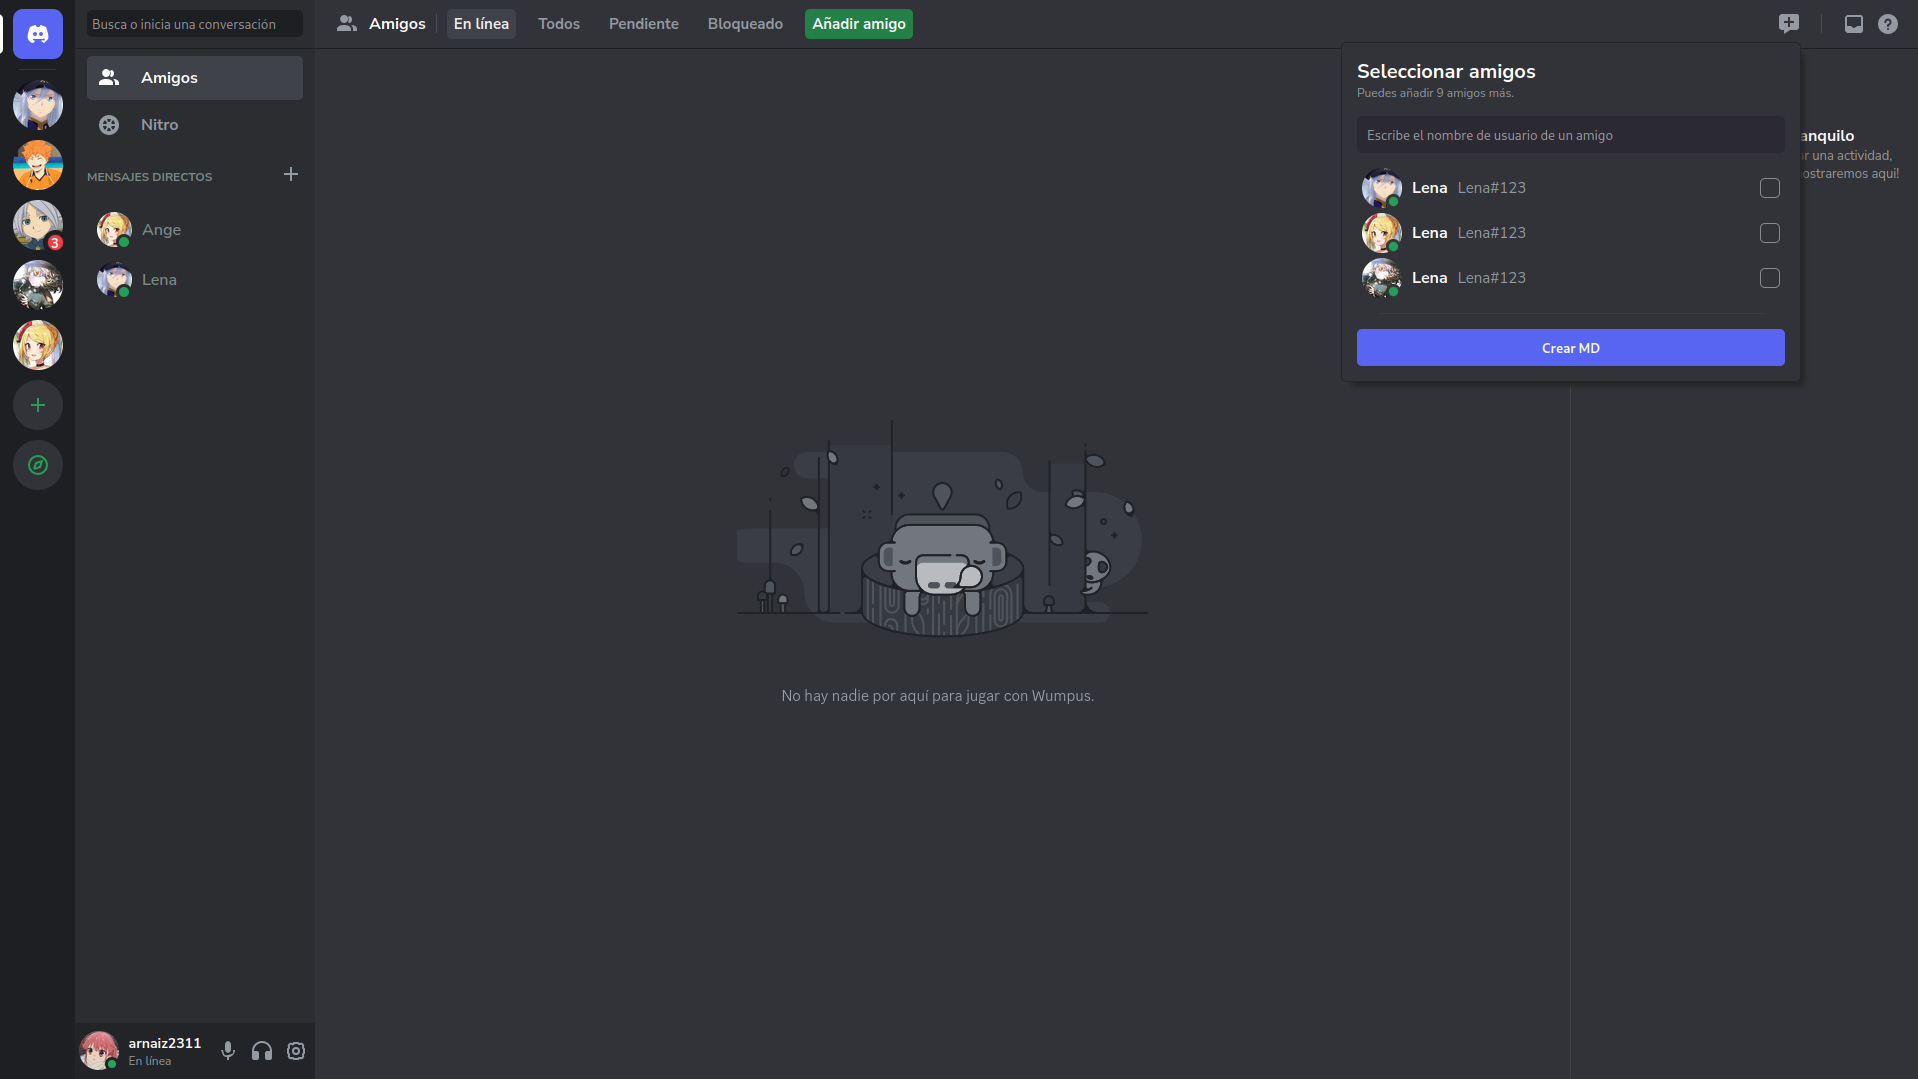 Busca o inicia una conversación
Amigos
En línea
Todos
Pendiente
Bloqueado
Añadir amigo
Amigos
Nitro
MENSAJES DIRECTOS
Ange
Lena
3
Seleccionar amigos
Puedes añadir 9 amigos más.
Escribe el nombre de usuario de un amigo
Lena Lena#123
Lena Lena#123
Lena Lena#123
Crear MD
anquilo
ar una actividad,
ostraremos aqui!
No hay nadie por aquí para jugar con Wumpus.
arnaiz2311
En línea